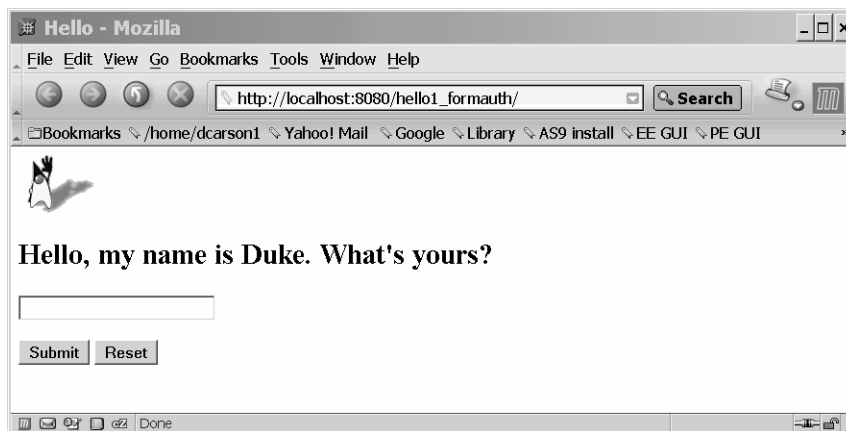 Hello - Mozilla
File Edit View Go Bookmarks Tools Window Help
http://localhost:8080/hello1_formauth/ Search
Bookmarks /home/dcarson1 Yahoo! Mail Google Library AS9 install EE GUI PE GUI »
Hello, my name is Duke. What's yours?
Submit Reset
Done